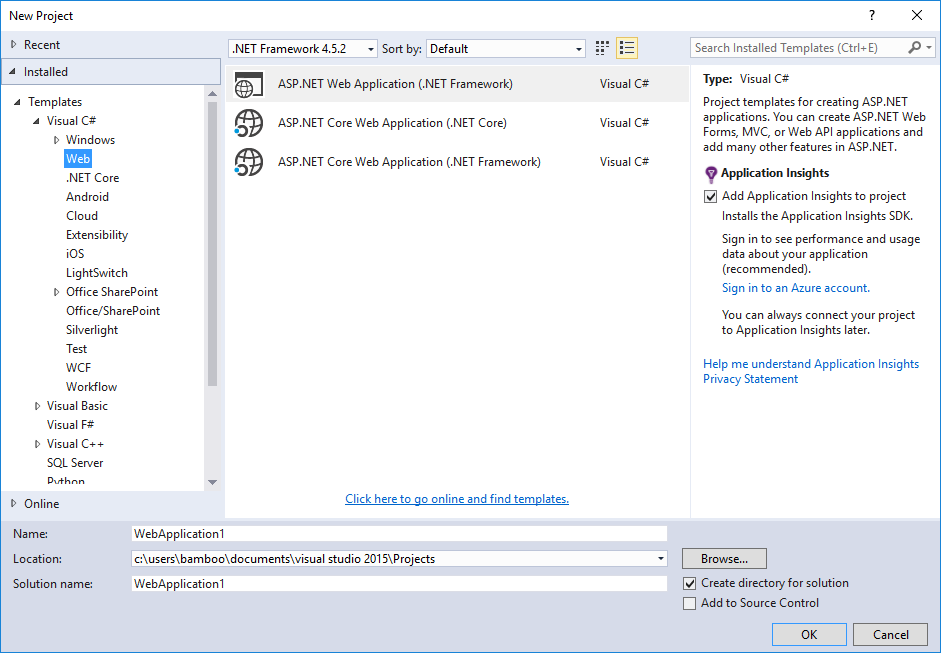 New Project
?
Recent
.NET Framework 4.5.2
Sort by:
Default
Search Installed Templates (Ctrl+E)
Installed
Templates
Visual C#
Windows
Web
.NET Core
Android
Cloud
Extensibility
iOS
LightSwitch
Office SharePoint
Office/SharePoint
Silverlight
Test
WCF
Workflow
Visual Basic
Visual F#
Visual C++
SQL Server
Python
Online
ASP.NET Web Application (.NET Framework) Visual C#
ASP.NET Core Web Application (.NET Core) Visual C#
ASP.NET Core Web Application (.NET Framework) Visual C#
Click here to go online and find templates.
Type: Visual C#
Project templates for creating ASP.NET
applications. You can create ASP.NET Web
Forms, MVC, or Web API applications and
add many other features in ASP.NET.
Application Insights
Add Application Insights to project
Installs the Application Insights SDK.
Sign in to see performance and usage
data about your application
(recommended).
Sign in to an Azure account.
You can always connect your project
to Application Insights later.
Help me understand Application Insights
Privacy Statement
Name: WebApplication1
Location: c:\users\bamboo\documents\visual studio 2015\Projects
Browse...
Solution name: WebApplication1
Create directory for solution
Add to Source Control
OK
Cancel